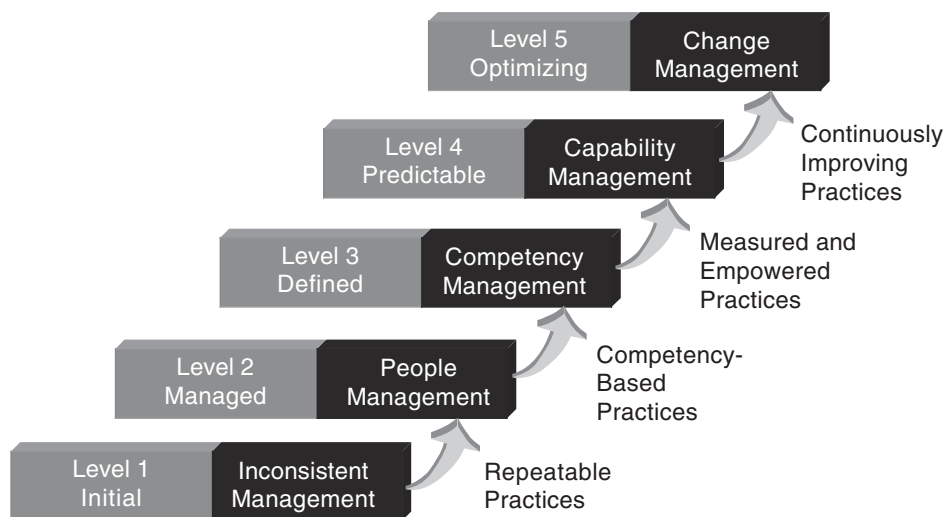 Level 5
Optimizing
Change
Management
Continuously
Improving
Practices
Level 4
Predictable
Capability
Management
Measured and
Empowered
Practices
Level 3
Defined
Competency
Management
Competency-
Based
Practices
Level 2
Managed
People
Management
Repeatable
Practices
Level 1
Initial
Inconsistent
Management